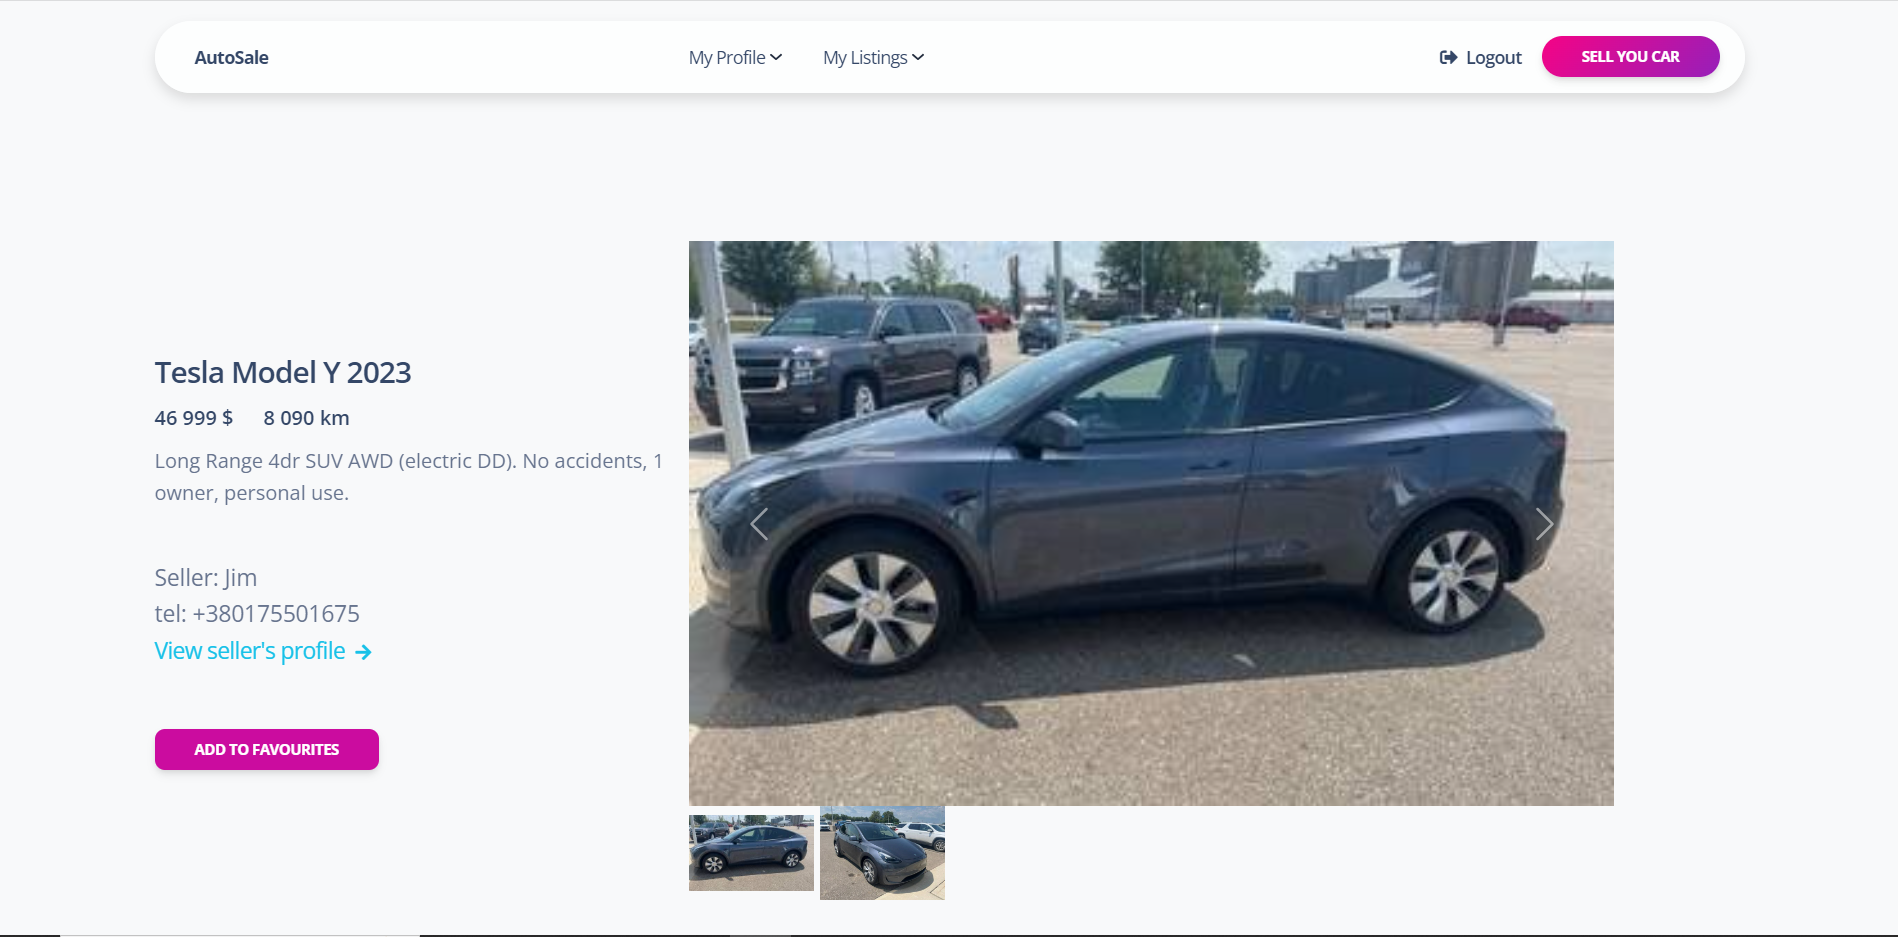 AutoSale
My Profile
My Listings
Logout
SELL YOU CAR
Tesla Model Y 2023
46 999 $ 8 090 km
Long Range 4dr SUV AWD (electric DD). No accidents, 1
owner, personal use.
Seller: Jim
tel: +380175501675
View seller's profile
ADD TO FAVOURITES